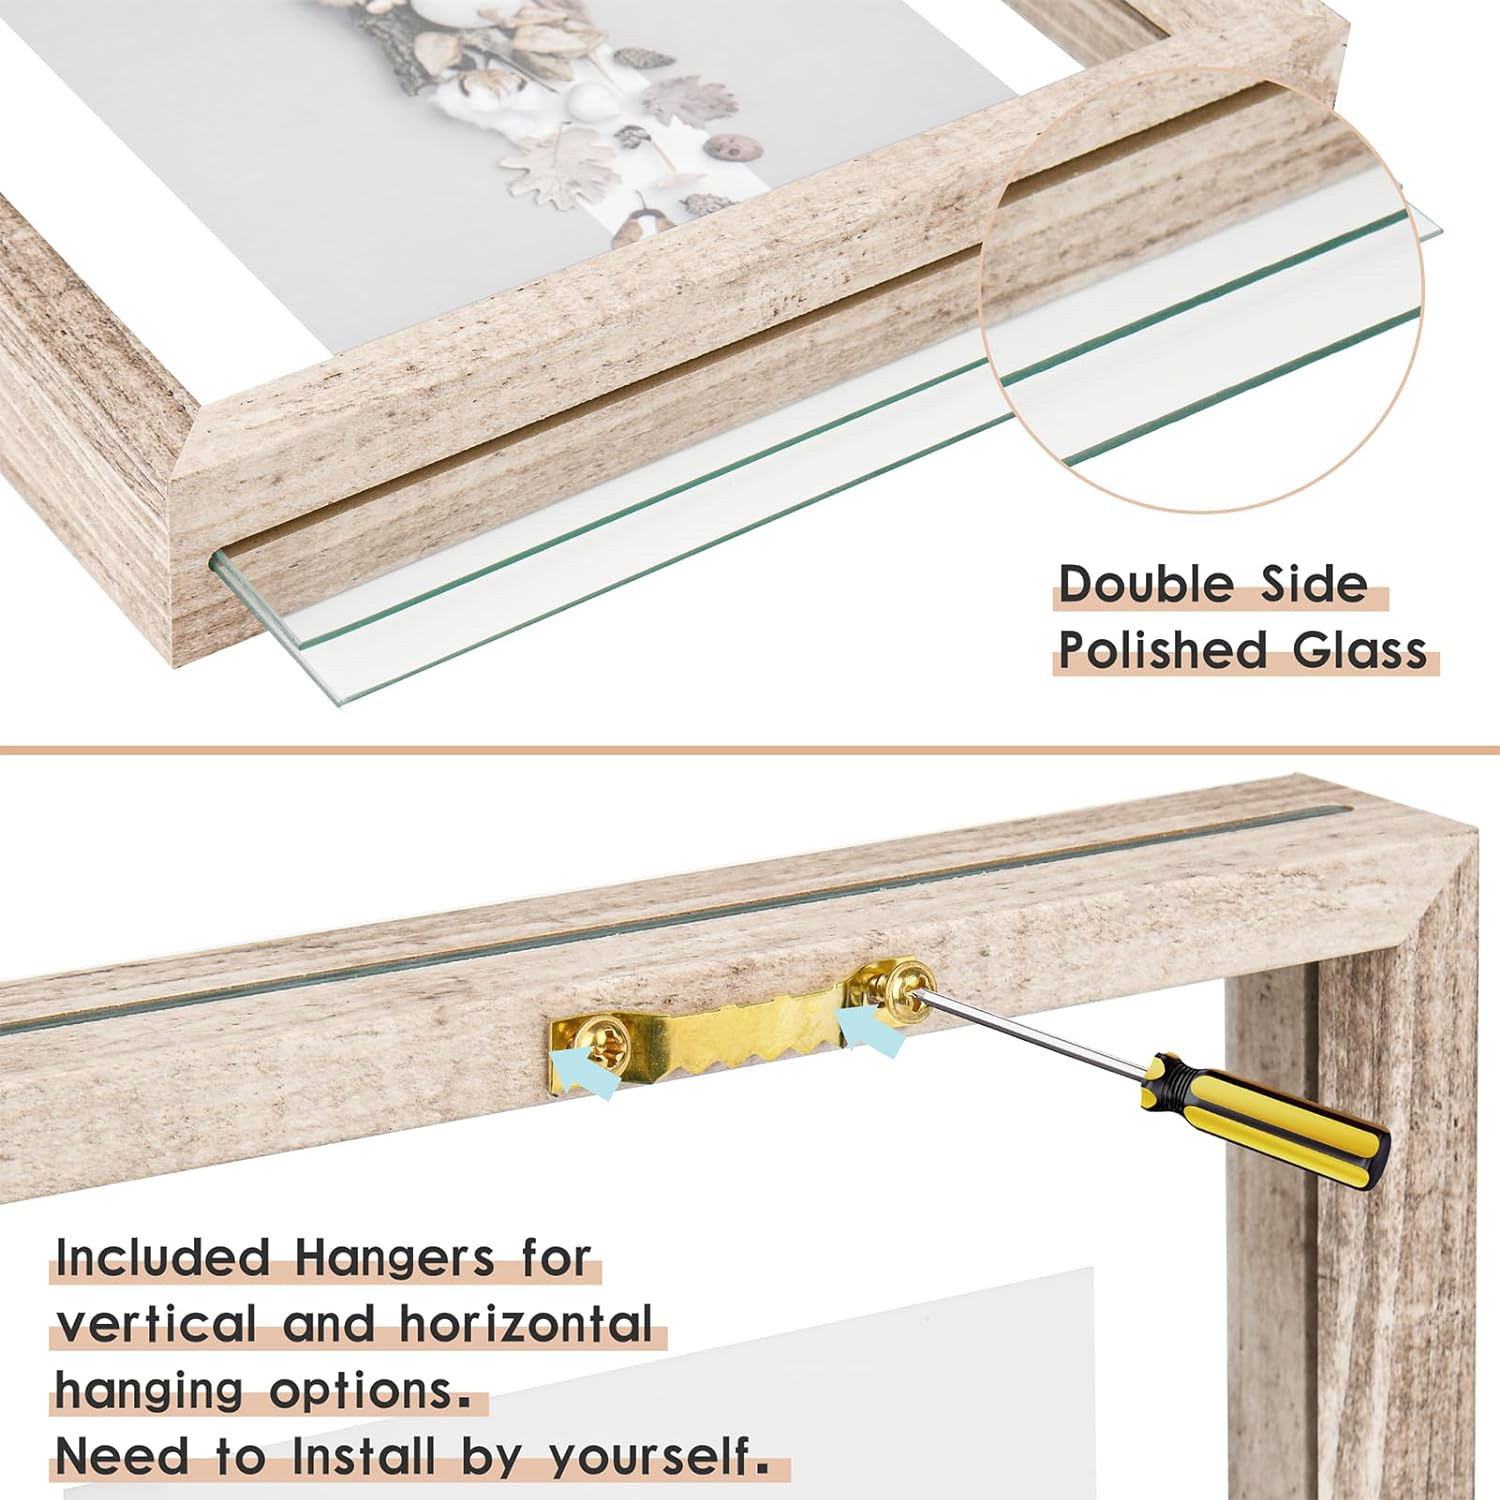 Double Side
Polished Glass
Included Hangers for
vertical and horizontal
hanging options.
Need to Install by yourself.